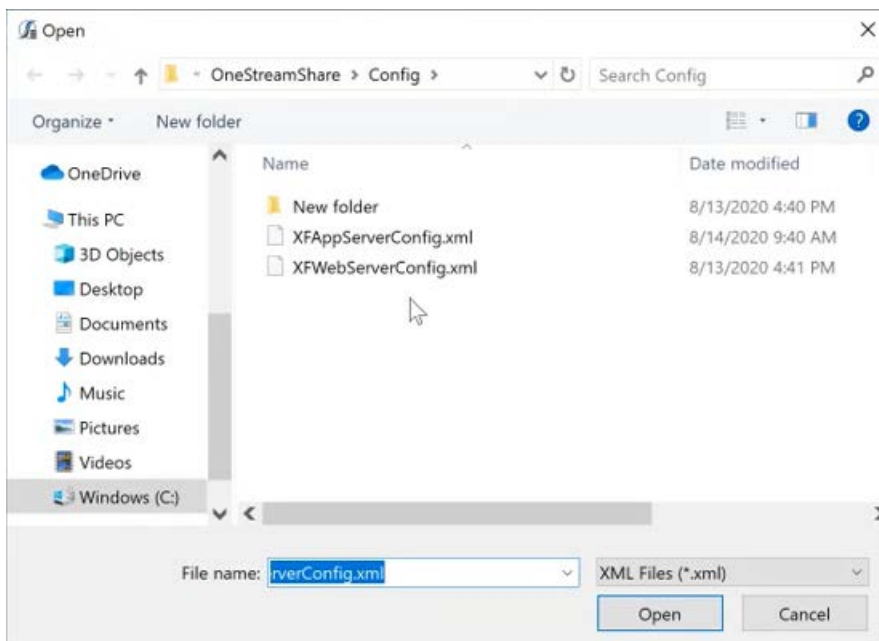 Open
OneStreamShare > Config >
Search Config
Organize
New folder
Name
Date modified
OneDrive
This PC
3D Objects
Desktop
Documents
Downloads
Music
Pictures
Videos
Windows (C:)
New folder 8/13/2020 4:40 PM
XFAppServerConfig.xml 8/14/2020 9:40 AM
XFWebServerConfig.xml 8/13/2020 4:41 PM
File name: rverConfig.xml
XML Files (*.xml)
Open
Cancel